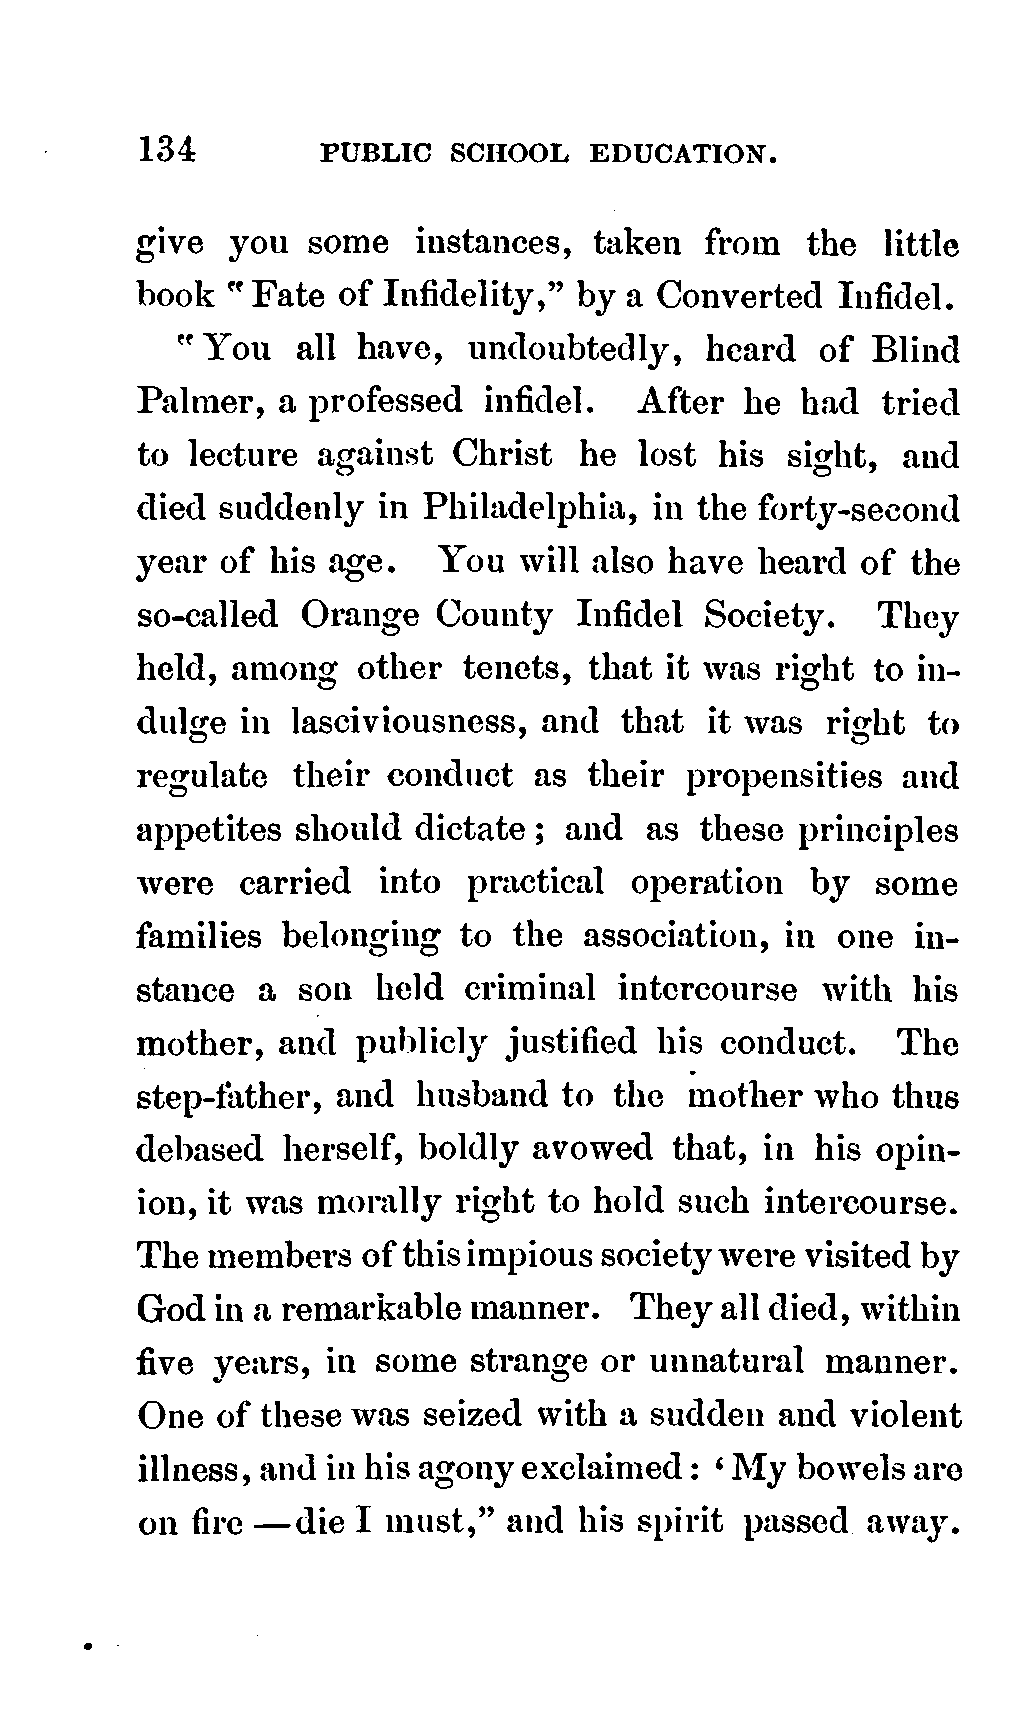 134 PUBLIC SCHOOL EDUCATION.
give you some instances, taken from the little
book "Fate of Infidelity," by a Converted Infidel.
"You all have, undoubtedly, heard of Blind
Palmer, a professed infidel. After he had tried
to lecture against Christ he lost his sight, and
died suddenly in Philadelphia, in the forty-second
year of his age. You will also have heard of the
so-called Orange County Infidel Society. They
held, among other tenets, that it was right to in-
dulge in lasciviousness, and that it was right to
regulate their conduct as their propensities and
appetites should dictate; and as these principles
were carried into practical operation by some
families belonging to the association, in one in-
stance a son held criminal intercourse with his
mother, and publicly justified his conduct. The
step-father, and husband to the mother who thus
debased herself, boldly avowed that, in his opin-
ion, it was morally right to hold such intercourse.
The members of this impious society were visited by
God in a remarkable manner. They all died, within
five years, in some strange or unnatural manner.
One of these was seized with a sudden and violent
illness, and in his agony exclaimed: 'My bowels are
on fire —die I must," and his spirit passed away.